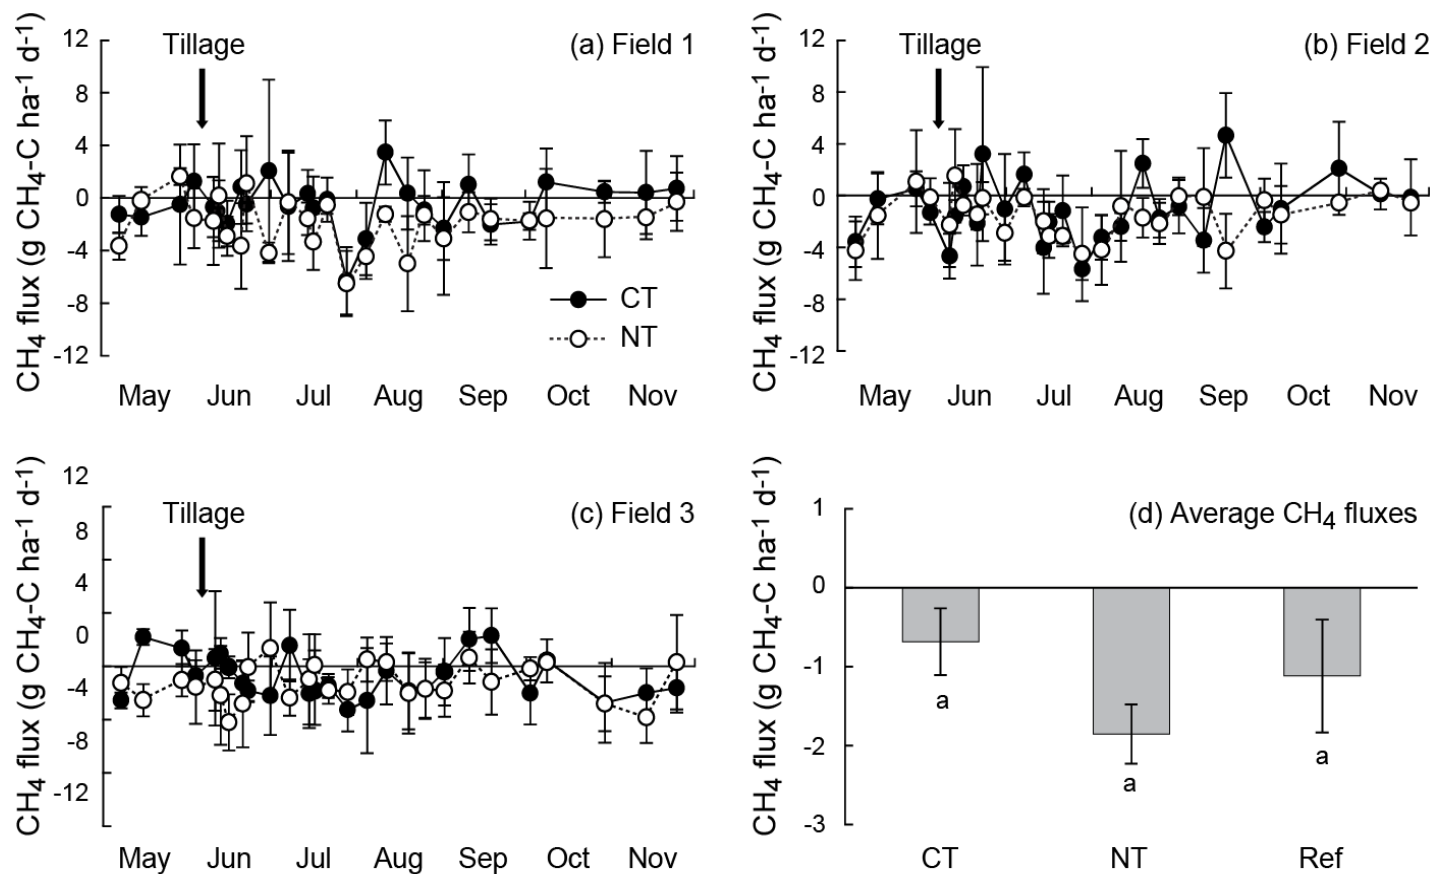 CH4 flux (g CH4-C ha-1 d-1)
12
8
4
0
-4
-8
-12
Tillage
(a) Field 1
CT
NT
May Jun Jul Aug Sep Oct Nov
CH4 flux (g CH4-C ha-1 d-1)
12
8
4
0
-4
-8
-12
Tillage
(b) Field 2
May Jun Jul Aug Sep Oct Nov
CH4 flux (g CH4-C ha-1 d-1)
12
8
4
0
-4
-8
-12
Tillage
(c) Field 3
May Jun Jul Aug Sep Oct Nov
CH4 flux (g CH4-C ha-1 d-1)
1
0
-1
-2
-3
(d) Average CH4 fluxes
a
a
a
CT NT Ref